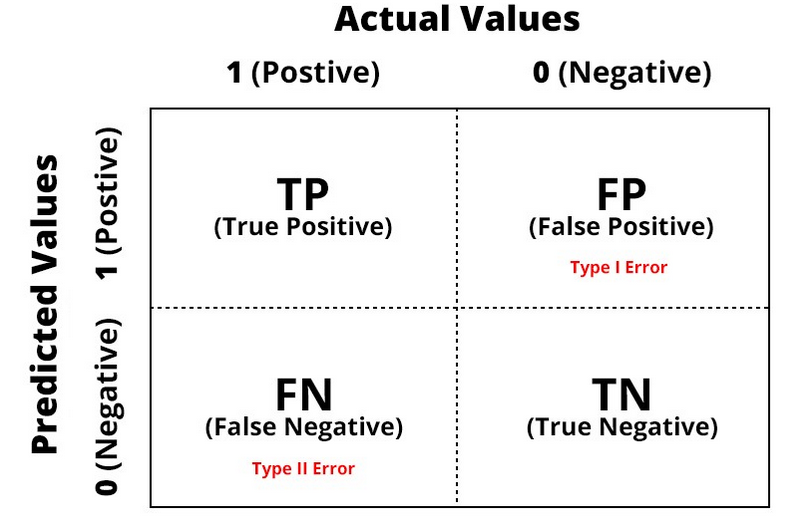 Actual Values
1 (Postive)
0 (Negative)
Predicted Values
1 (Postive)
TP
(True Positive)
FP
(False Positive)
Type I Error
0 (Negative)
FN
(False Negative)
Type II Error
TN
(True Negative)